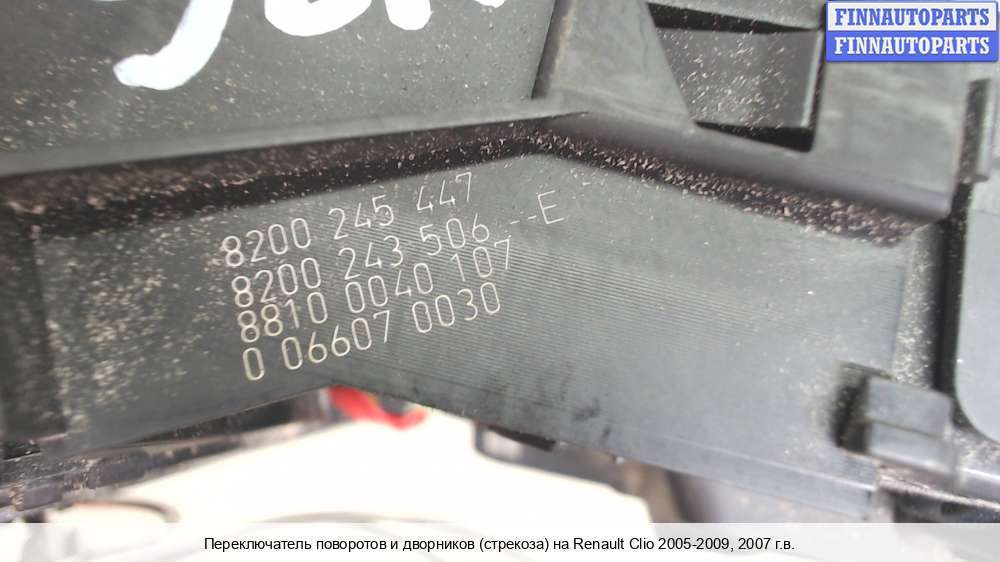 FINNAUTOPARTS
FINNAUTOPARTS
8200 245 447
8200 243 506 --E
8810 0040 107
0 06607 0030
Переключатель поворотов и дворников (стрекоза) на Renault Clio 2005-2009, 2007 г.в.